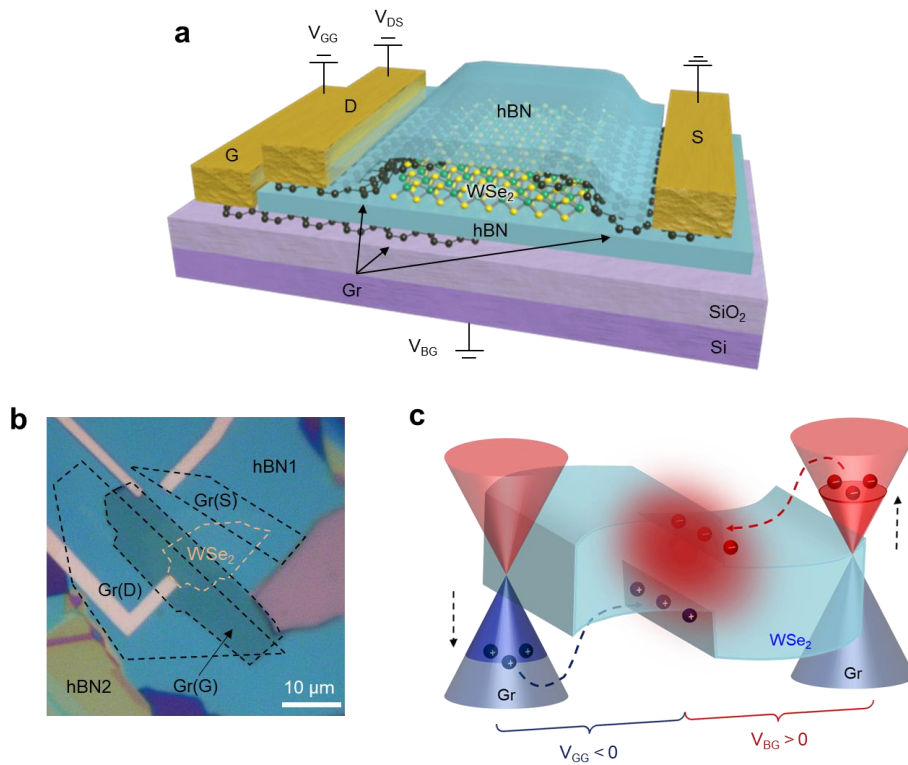 a
V_GG
V_DS
D
G
hBN
S
WSe₂
hBN
Gr
SiO₂
Si
V_BG
b
hBN1
Gr(S)
WSe₂
Gr(D)
hBN2
Gr(G)
10 μm
c
WSe₂
Gr
Gr
V_GG < 0
V_BG > 0